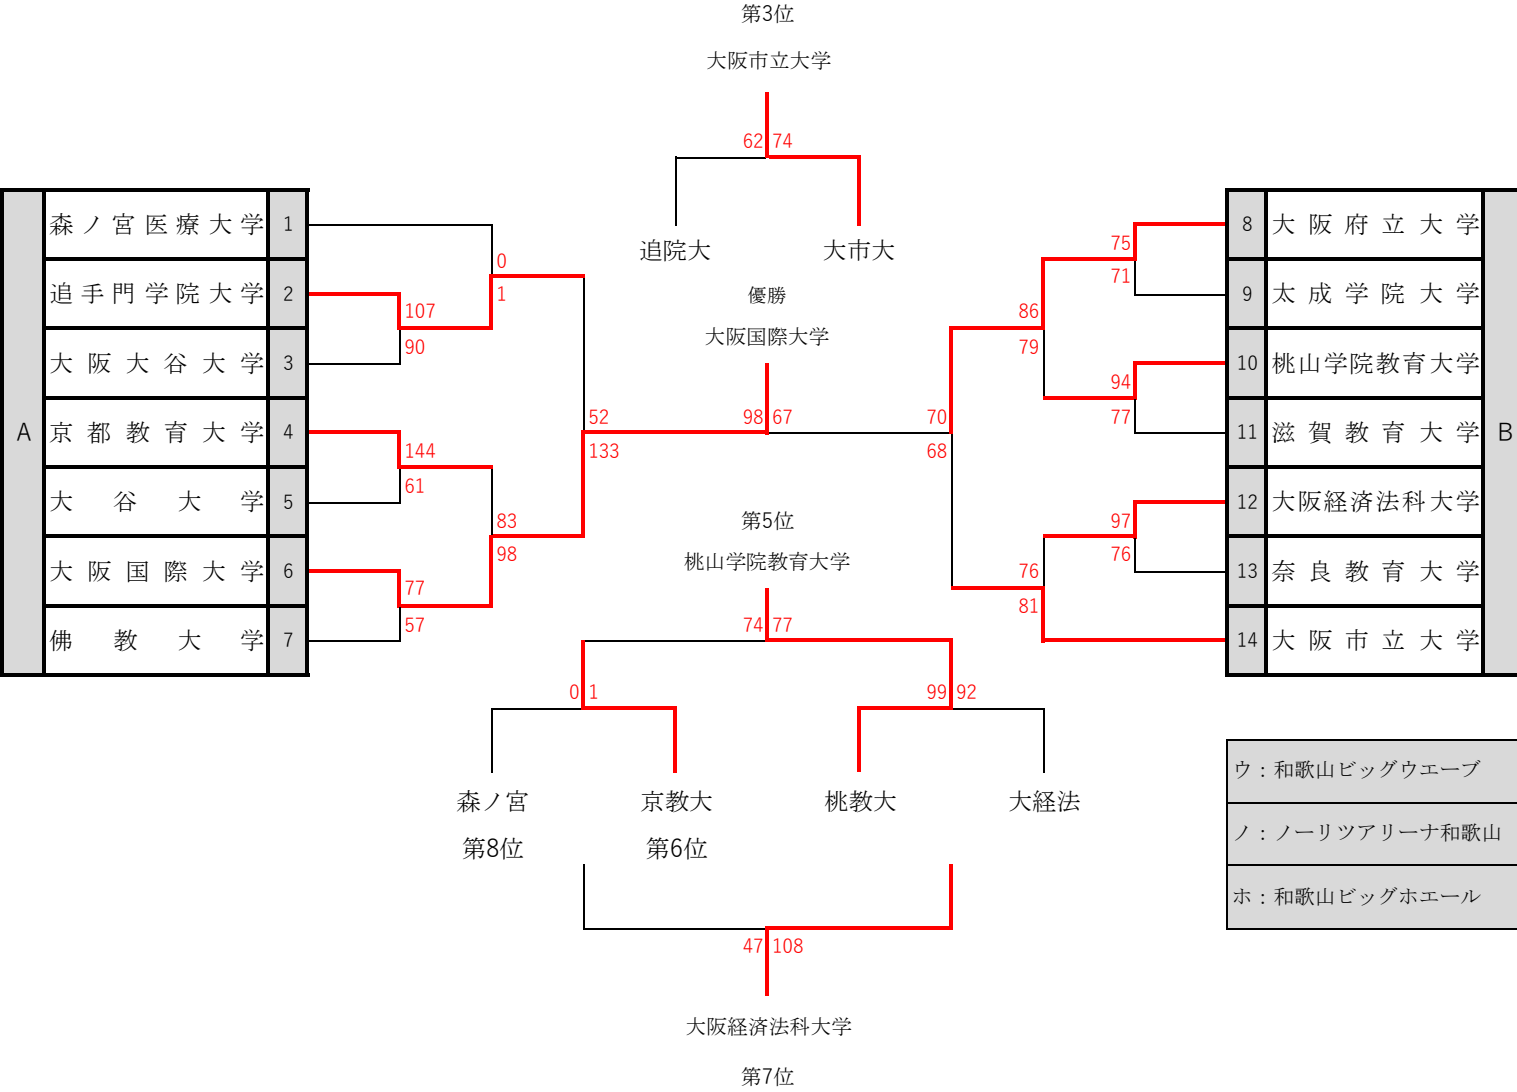 第3位
大阪市立大学
62 74
追院大 大市大
A
森ノ宮医療大学 1
追手門学院大学 2
大阪大谷大学 3
京都教育大学 4
大谷大学 5
大阪国際大学 6
佛教大学 7
107
90
144
61
77
57
0
1
83
98
52
133
優勝
大阪国際大学
98 67
70
68
86
79
76
81
75
71
94
77
97
76
8 大阪府立大学
9 太成学院大学
10 桃山学院教育大学
11 滋賀教育大学
12 大阪経済法科大学
13 奈良教育大学
14 大阪市立大学
B
第5位
桃山学院教育大学
74 77
0 1
99 92
森ノ宮 京教大 桃教大 大経法
第8位 第6位
47 108
大阪経済法科大学
第7位
ウ：和歌山ビッグウエーブ
ノ：ノーリツアリーナ和歌山
ホ：和歌山ビッグホエール